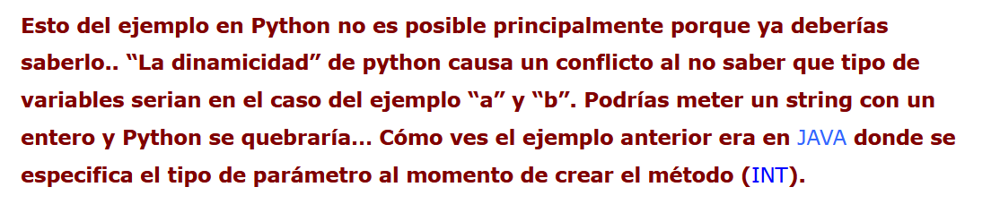 Esto del ejemplo en Python no es posible principalmente porque ya deberías
saberlo.. “La dinamicidad” de python causa un conflicto al no saber que tipo de
variables serian en el caso del ejemplo “a” y “b”. Podrías meter un string con un
entero y Python se quebraría... Cómo ves el ejemplo anterior era en JAVA donde se
especifica el tipo de parámetro al momento de crear el método (INT).